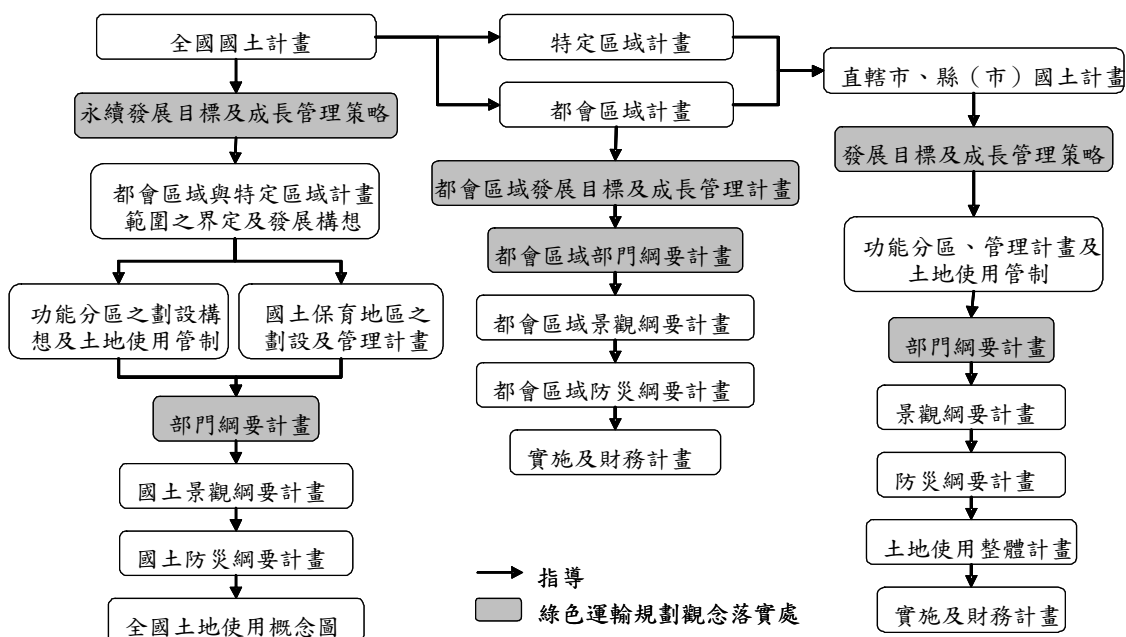 全國國土計畫
永續發展目標及成長管理策略
都會區域與特定區域計畫
範圍之界定及發展構想
功能分區之劃設構
想及土地使用管制
國土保育地區之
劃設及管理計畫
部門綱要計畫
國土景觀綱要計畫
國土防災綱要計畫
全國土地使用概念圖
特定區域計畫
都會區域計畫
都會區域發展目標及成長管理計畫
都會區域部門綱要計畫
都會區域景觀綱要計畫
都會區域防災綱要計畫
實施及財務計畫
直轄市、縣（市）國土計畫
發展目標及成長管理策略
功能分區、管理計畫及
土地使用管制
部門綱要計畫
景觀綱要計畫
防災綱要計畫
土地使用整體計畫
實施及財務計畫
指導
綠色運輸規劃觀念落實處